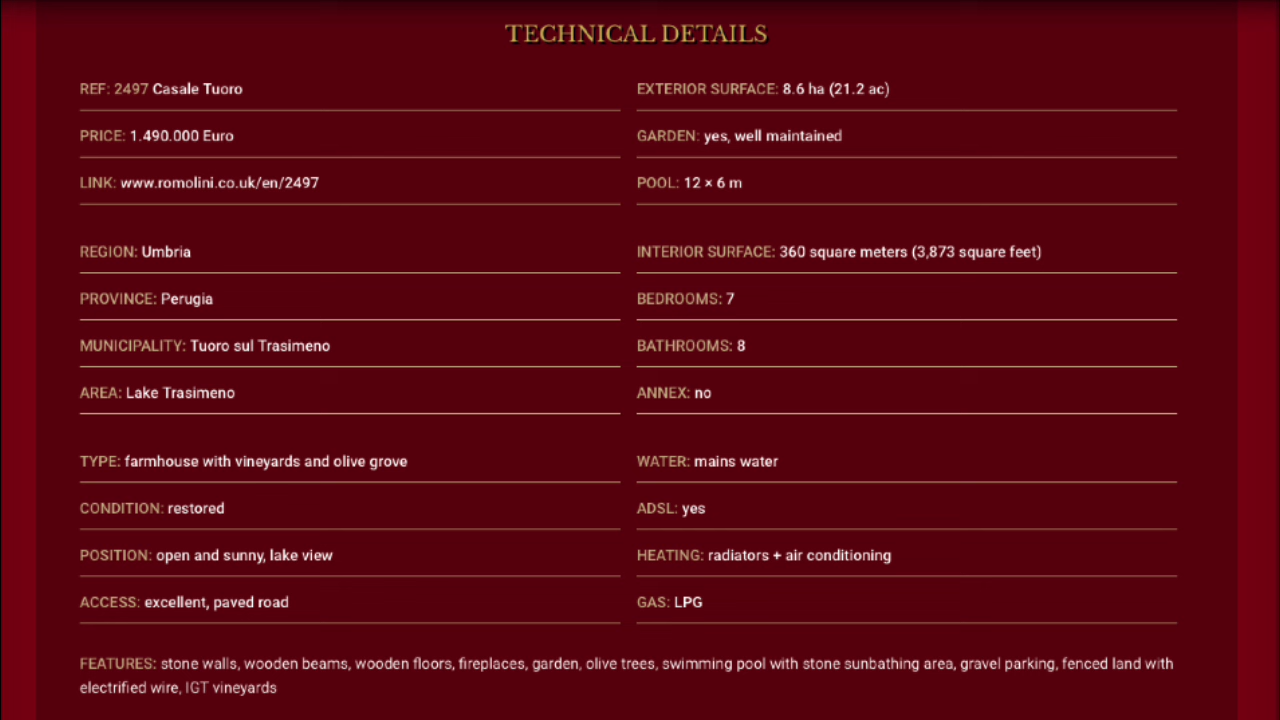 TECHNICAL DETAILS
REF: 2497 Casale Tuoro
PRICE: 1.490.000 Euro
LINK: www.romolini.co.uk/en/2497
REGION: Umbria
PROVINCE: Perugia
MUNICIPALITY: Tuoro sul Trasimeno
AREA: Lake Trasimeno
TYPE: farmhouse with vineyards and olive grove
CONDITION: restored
POSITION: open and sunny, lake view
ACCESS: excellent, paved road
EXTERIOR SURFACE: 8.6 ha (21.2 ac)
GARDEN: yes, well maintained
POOL: 12 × 6 m
INTERIOR SURFACE: 360 square meters (3,873 square feet)
BEDROOMS: 7
BATHROOMS: 8
ANNEX: no
WATER: mains water
ADSL: yes
HEATING: radiators + air conditioning
GAS: LPG
FEATURES: stone walls, wooden beams, wooden floors, fireplaces, garden, olive trees, swimming pool with stone sunbathing area, gravel parking, fenced land with
electrified wire, IGT vineyards